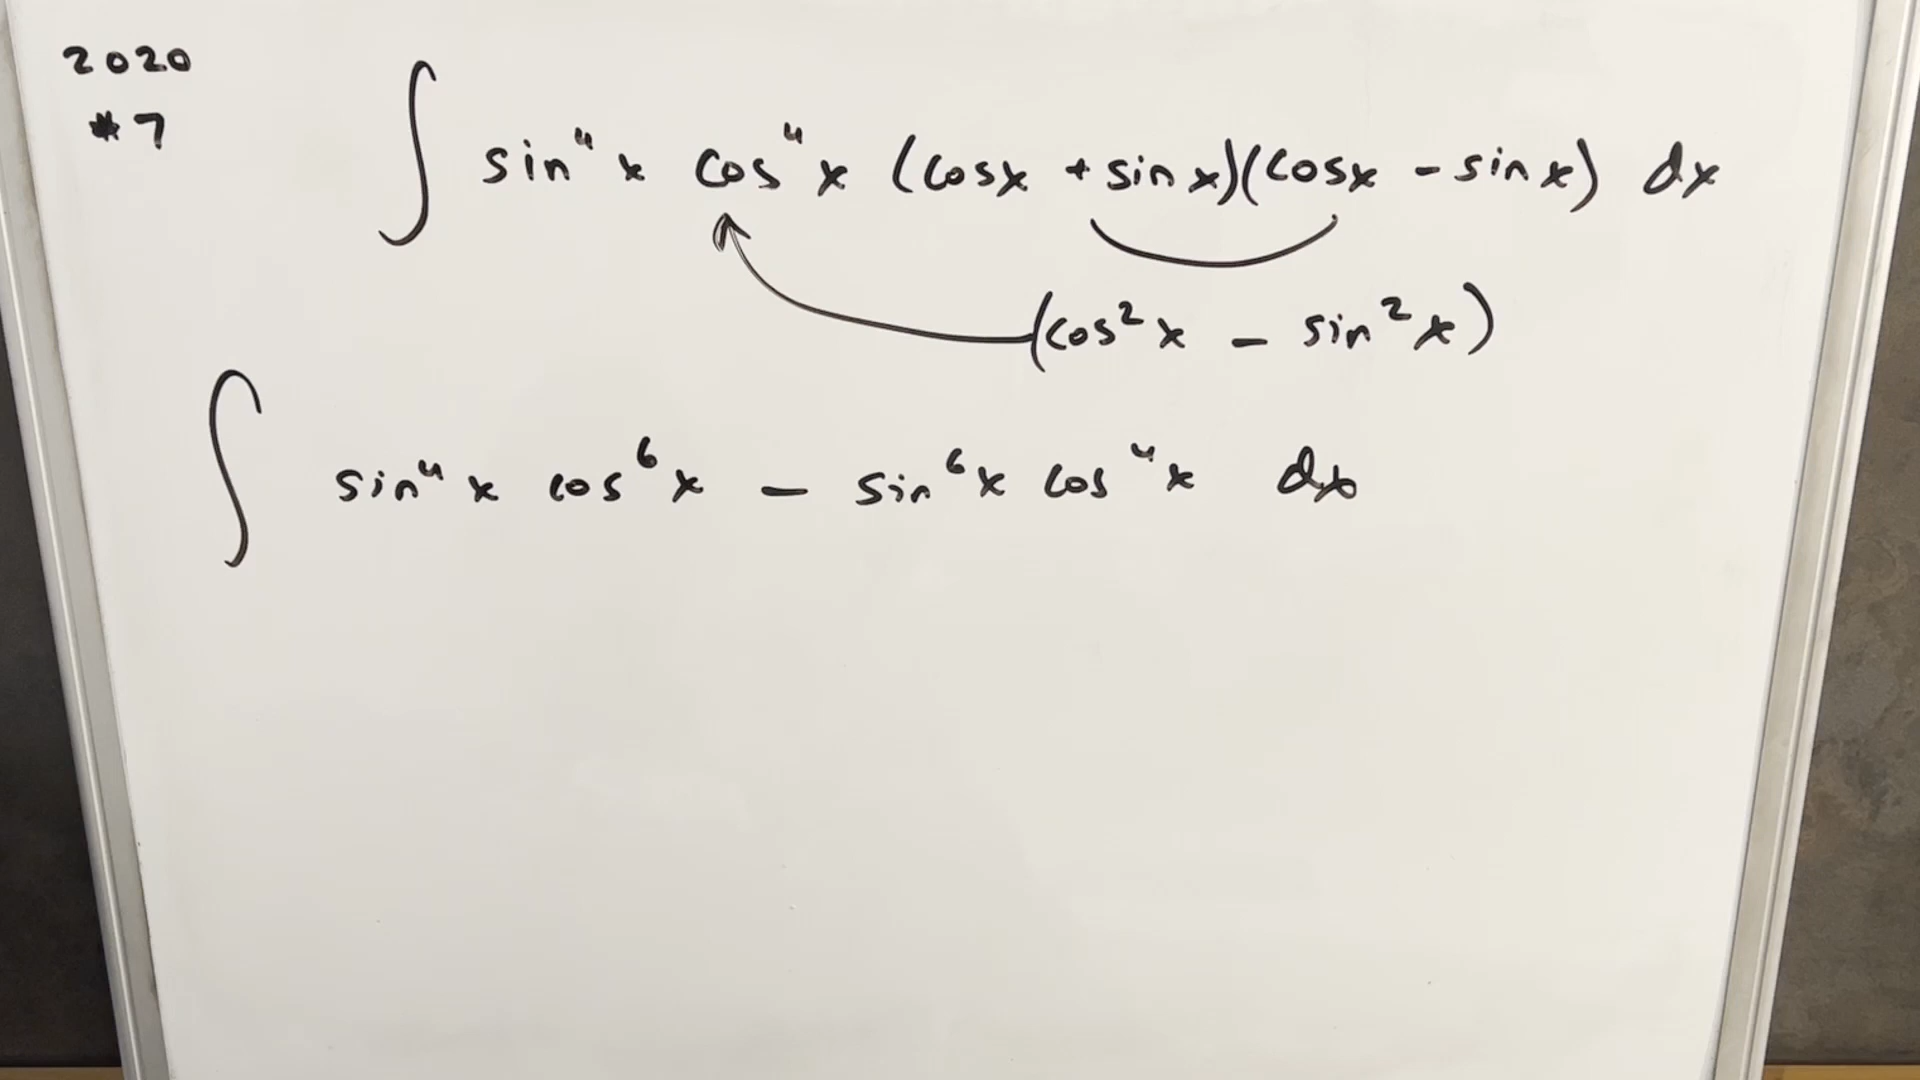 2020
#7
∫ sin⁴x cos⁴x (cosx + sinx)(cosx - sinx) dx
(cos²x - sin²x)
∫ sin⁴x cos⁶x - sin⁶x cos⁴x dx